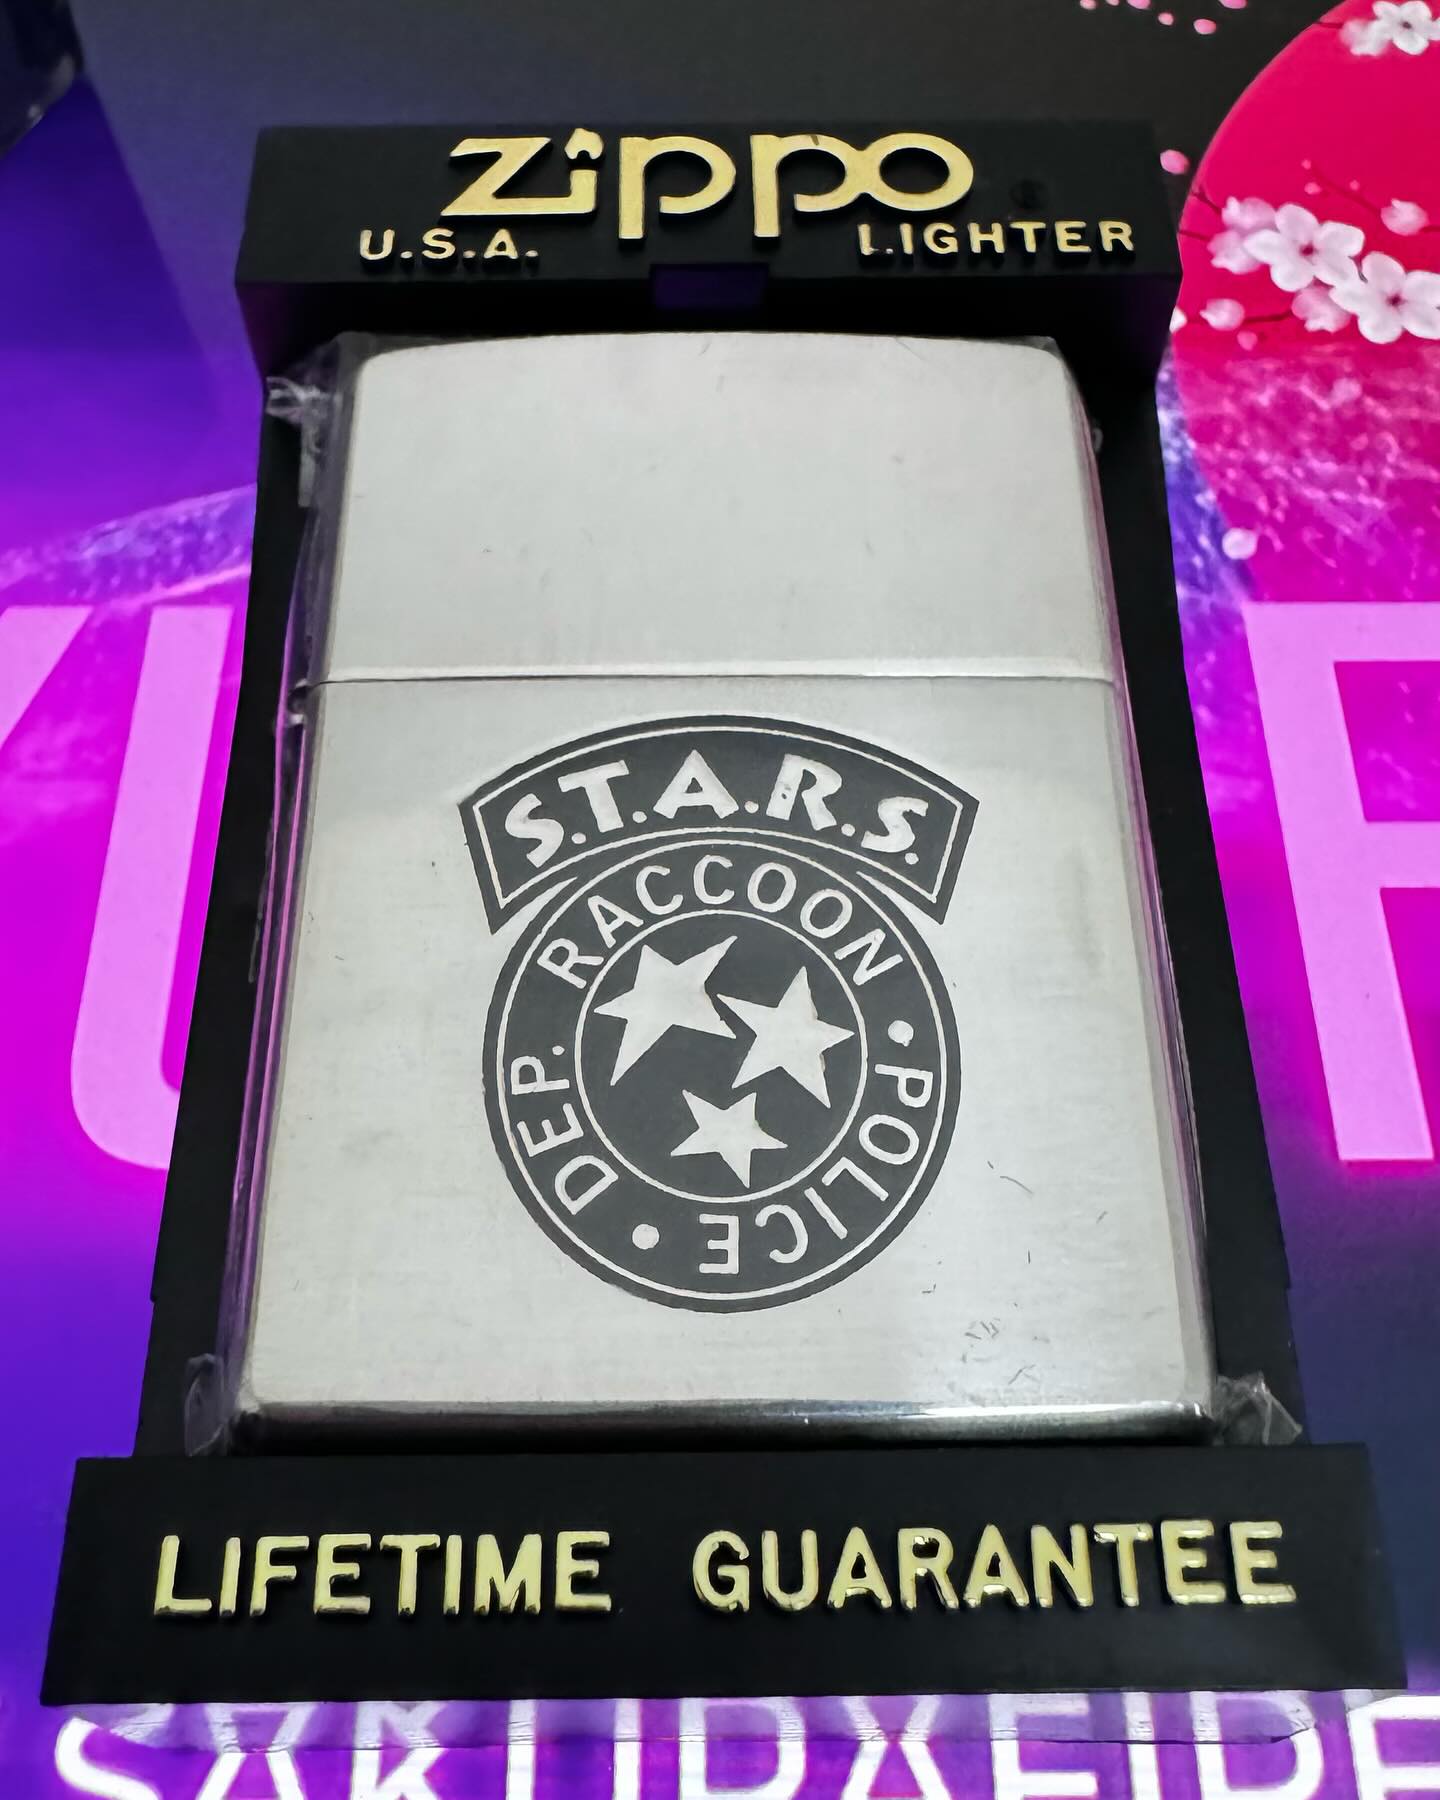 zippo
U.S.A. LIGHTER
S.T.A.R.S.
RACCOON • POLICE • DEP.
LIFETIME GUARANTEE